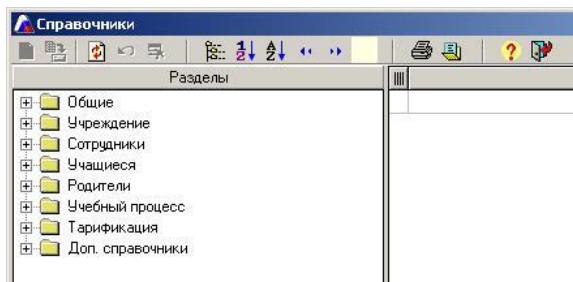 Справочники
Разделы
Общие
Учреждение
Сотрудники
Учащиеся
Родители
Учебный процесс
Тарификация
Доп. справочники